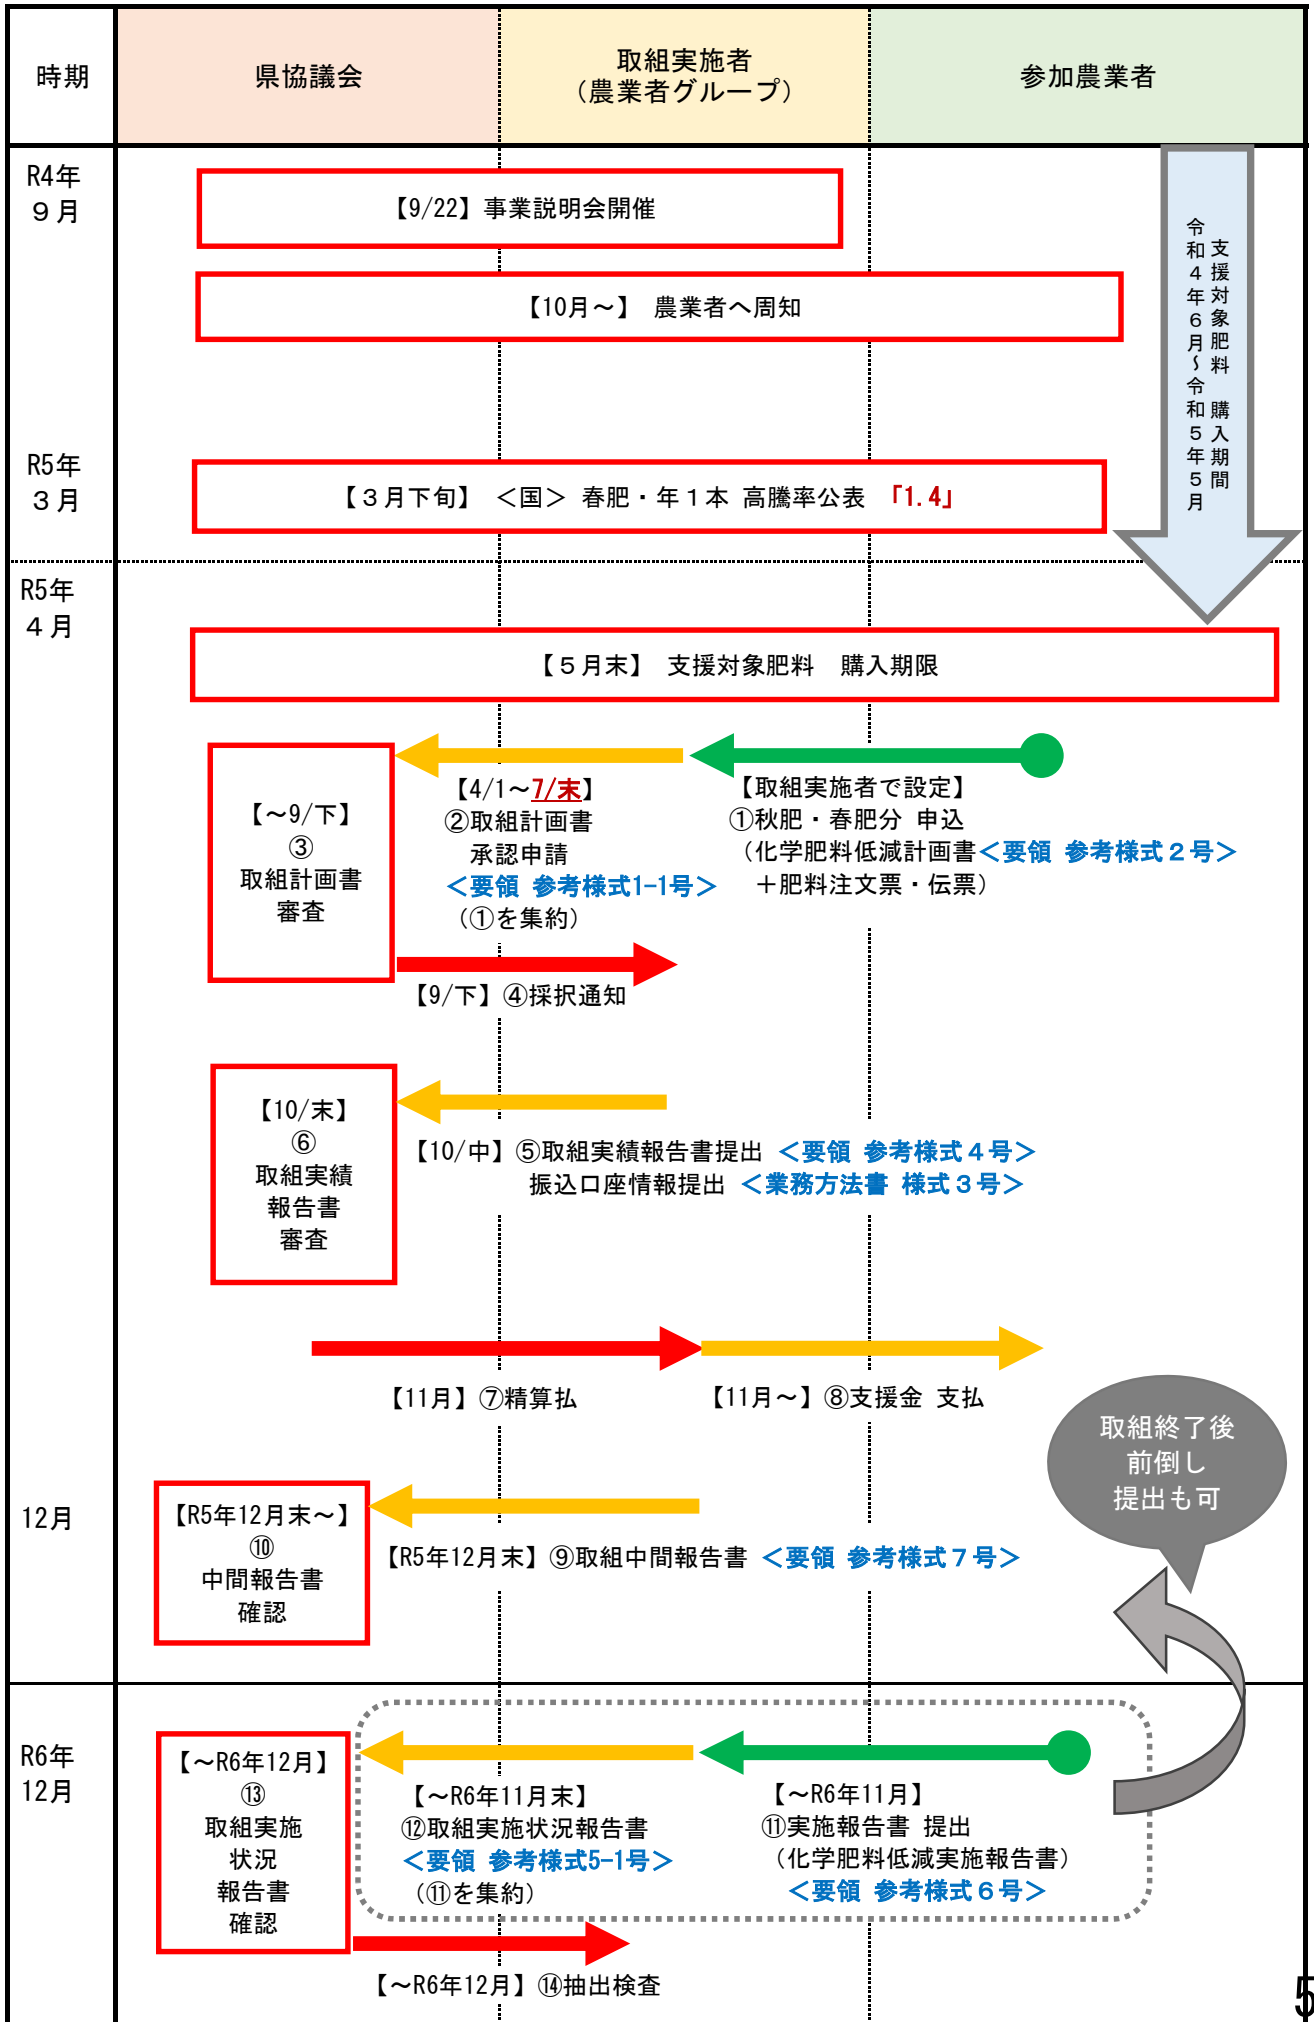 時期
県協議会
取組実施者
（農業者グループ）
参加農業者
R4年
９月
【9/22】事業説明会開催
【10月～】 農業者へ周知
支援対象肥料　購入期間
令和４年６月～令和５年５月
R5年
３月
【３月下旬】 ＜国＞ 春肥・年１本 高騰率公表 「1.4」
R5年
４月
【５月末】 支援対象肥料　購入期限
【～9/下】
③
取組計画書
審査
【4/1～7/末】
②取組計画書
承認申請
＜要領 参考様式1-1号＞
（①を集約）
【取組実施者で設定】
①秋肥・春肥分 申込
（化学肥料低減計画書＜要領 参考様式２号＞
＋肥料注文票・伝票）
【9/下】④採択通知
【10/末】
⑥
取組実績
報告書
審査
【10/中】⑤取組実績報告書提出 ＜要領 参考様式４号＞
振込口座情報提出 ＜業務方法書 様式３号＞
【11月】⑦精算払
【11月～】⑧支援金 支払
取組終了後
前倒し
提出も可
12月
【R5年12月末～】
⑩
中間報告書
確認
【R5年12月末】⑨取組中間報告書 ＜要領 参考様式７号＞
R6年
12月
【～R6年12月】
⑬
取組実施
状況
報告書
確認
【～R6年11月末】
⑫取組実施状況報告書
＜要領 参考様式5-1号＞
（⑪を集約）
【～R6年11月】
⑪実施報告書 提出
（化学肥料低減実施報告書）
＜要領 参考様式６号＞
【～R6年12月】⑭抽出検査
5